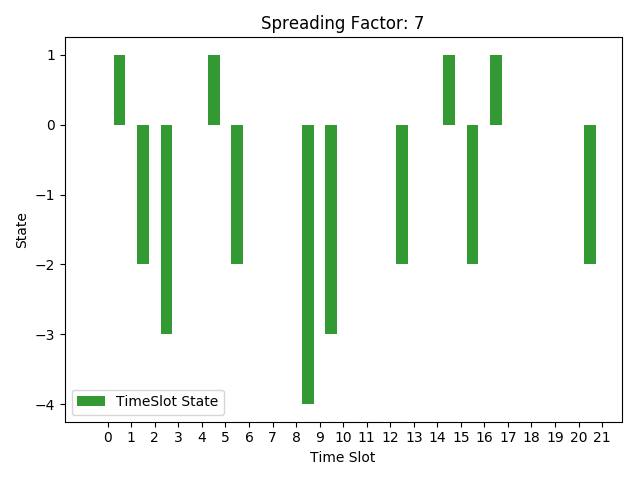 Spreading Factor: 7
State
1
0
−1
−2
−3
−4
TimeSlot State
0 1 2 3 4 5 6 7 8 9 10 11 12 13 14 15 16 17 18 19 20 21
Time Slot